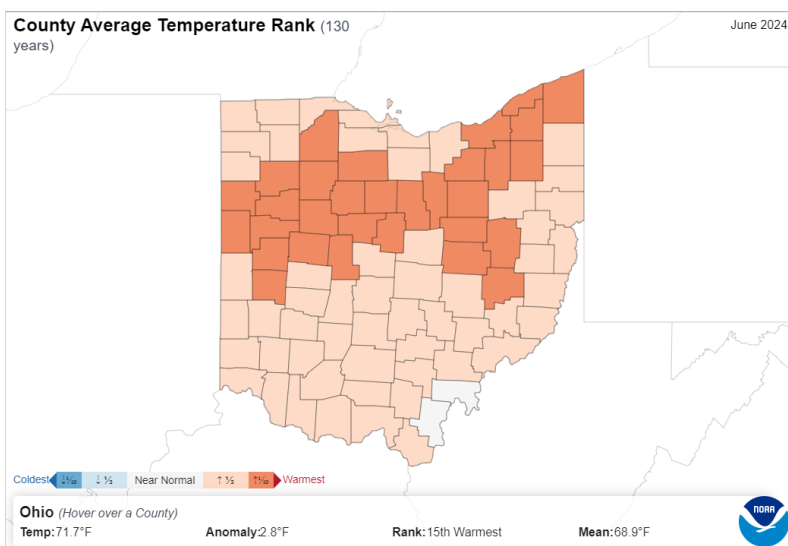 County Average Temperature Rank (130
years)
June 2024
Coldest ↓⅒ ↓ ⅓ Near Normal ↑ ⅓ ↑⅒ Warmest
Ohio (Hover over a County)
Temp:71.7°F Anomaly:2.8°F Rank:15th Warmest Mean:68.9°F
NOAA